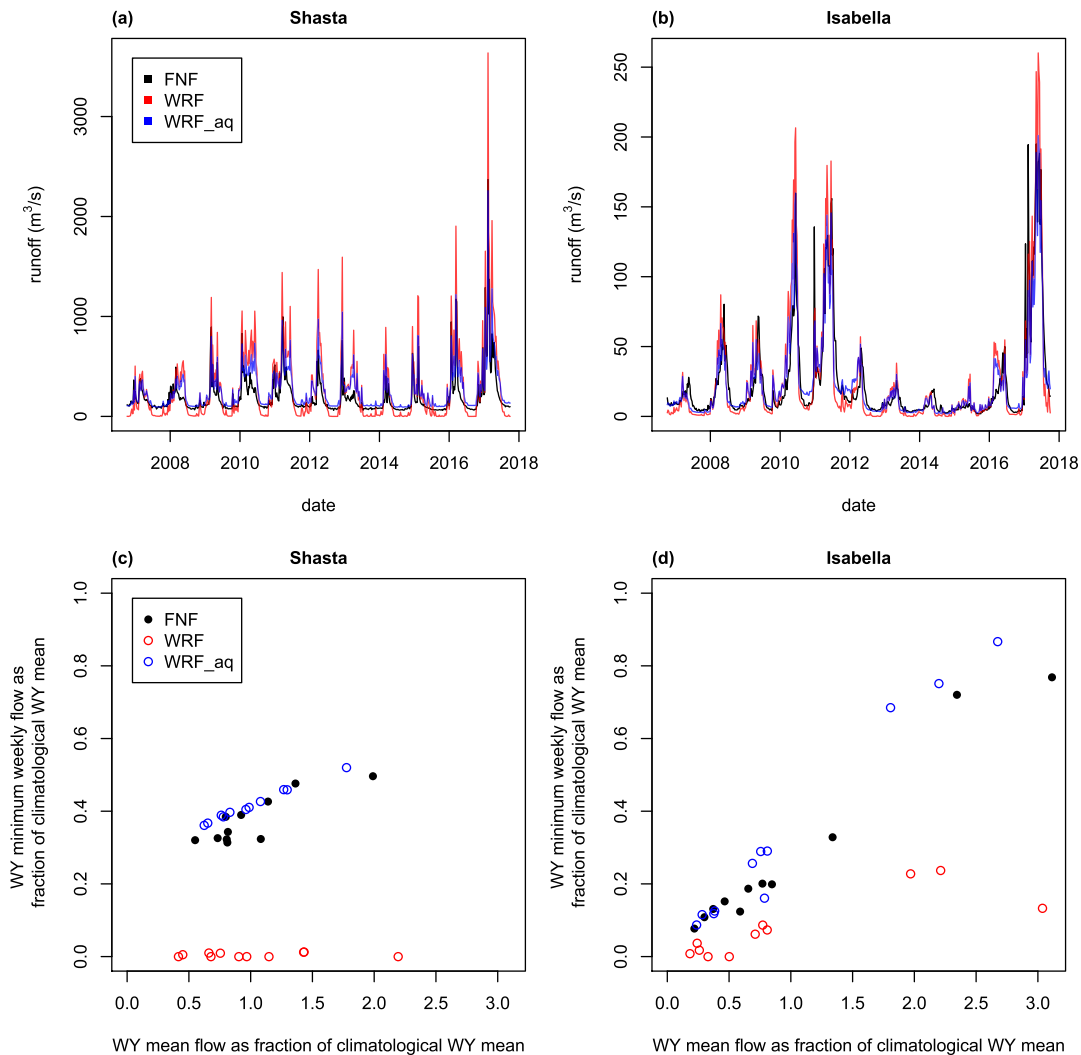 (a) Shasta
FNF
WRF
WRF_aq
runoff (m³/s)
0 1000 2000 3000
2008 2010 2012 2014 2016 2018
date
(b) Isabella
runoff (m³/s)
0 50 100 150 200 250
2008 2010 2012 2014 2016 2018
date
(c) Shasta
FNF
WRF
WRF_aq
WY minimum weekly flow as
fraction of climatological WY mean
0.0 0.2 0.4 0.6 0.8 1.0
0.0 0.5 1.0 1.5 2.0 2.5 3.0
WY mean flow as fraction of climatological WY mean
(d) Isabella
WY minimum weekly flow as
fraction of climatological WY mean
0.0 0.2 0.4 0.6 0.8 1.0
0.0 0.5 1.0 1.5 2.0 2.5 3.0
WY mean flow as fraction of climatological WY mean